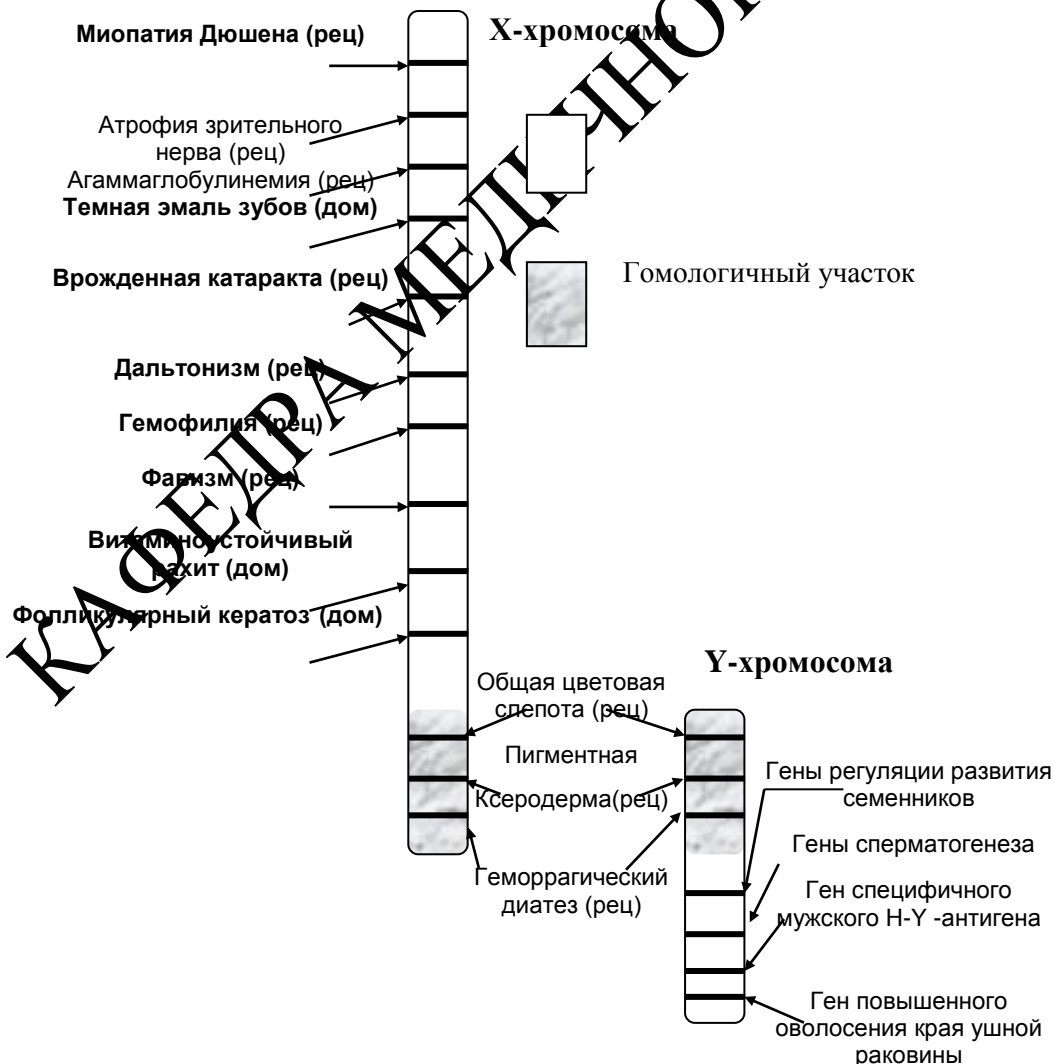 Миопатия Дюшена (рец)
X-хромосома
Атрофия зрительного
нерва (рец)
Агаммаглобулинемия (рец)
Темная эмаль зубов (дом)
Врожденная катаракта (рец)
Гомологичный участок
Дальтонизм (рец)
Гемофилия (рец)
Фавизм (рец)
Витаминоустойчивый
рахит (дом)
Фолликулярный кератоз (дом)
Y-хромосома
Общая цветовая
слепота (рец)
Пигментная
Ксеродерма(рец)
Геморрагический
диатез (рец)
Гены регуляции развития
семенников
Гены сперматогенеза
Ген специфичного
мужского H-Y -антигена
Ген повышенного
оволосения края ушной
раковины
КАФЕДРА МЕДИЧНОЇ